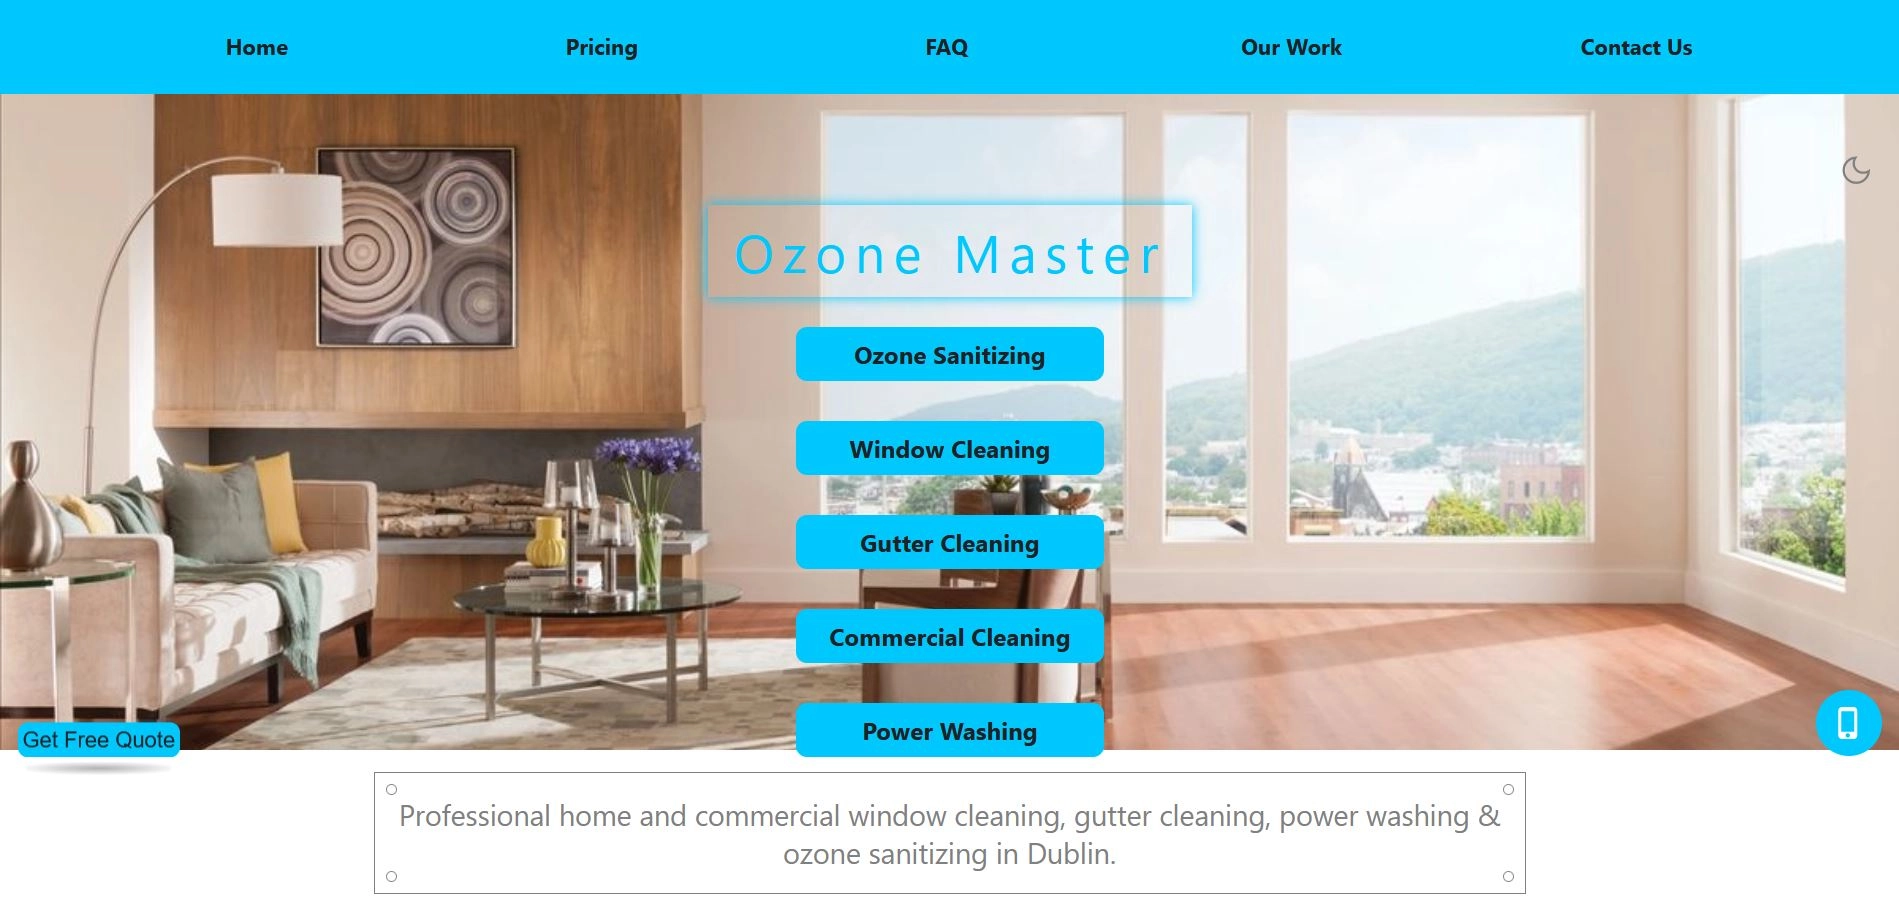 Home
Pricing
FAQ
Our Work
Contact Us
Ozone Master
Ozone Sanitizing
Window Cleaning
Gutter Cleaning
Commercial Cleaning
Power Washing
Get Free Quote
Professional home and commercial window cleaning, gutter cleaning, power washing &
ozone sanitizing in Dublin.